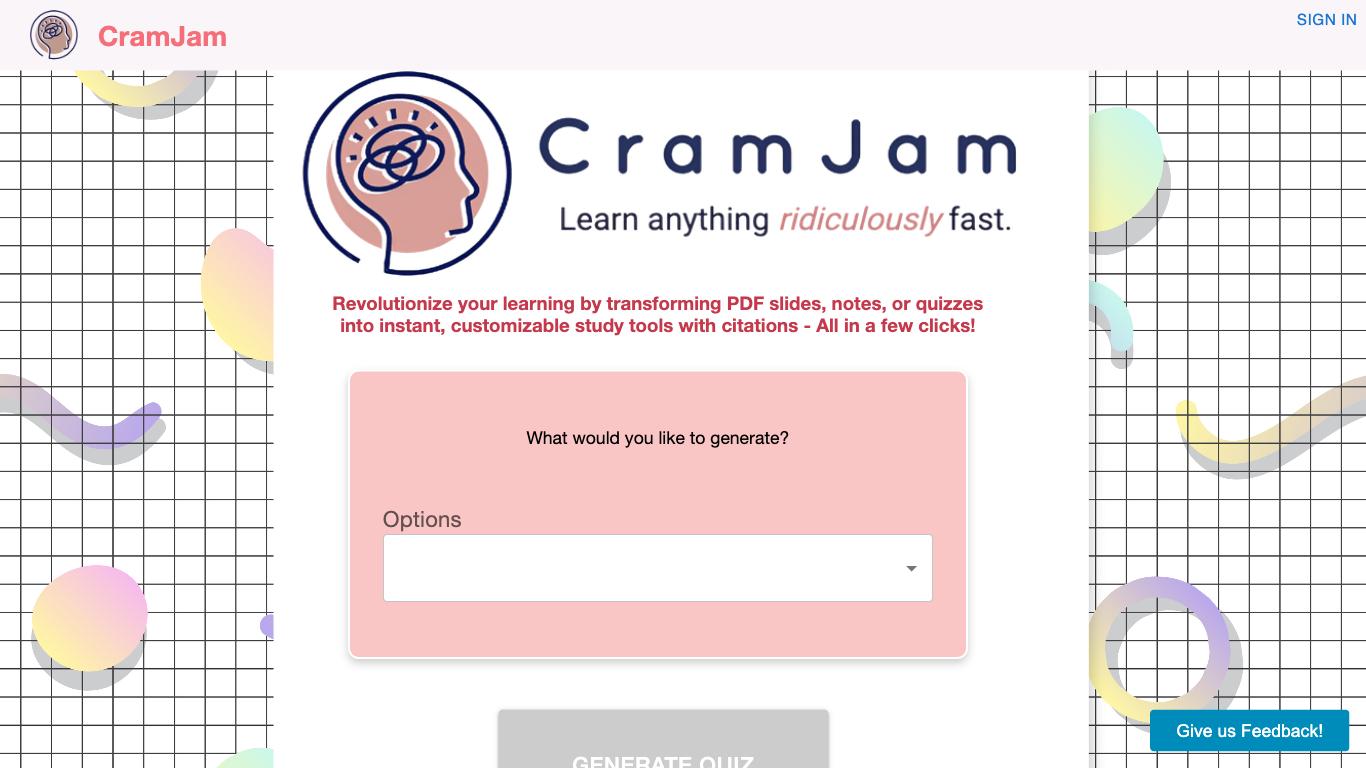 CramJam
SIGN IN
CramJam
Learn anything ridiculously fast.
Revolutionize your learning by transforming PDF slides, notes, or quizzes
into instant, customizable study tools with citations - All in a few clicks!
What would you like to generate?
Options
GENERATE QUIZ
Give us Feedback!